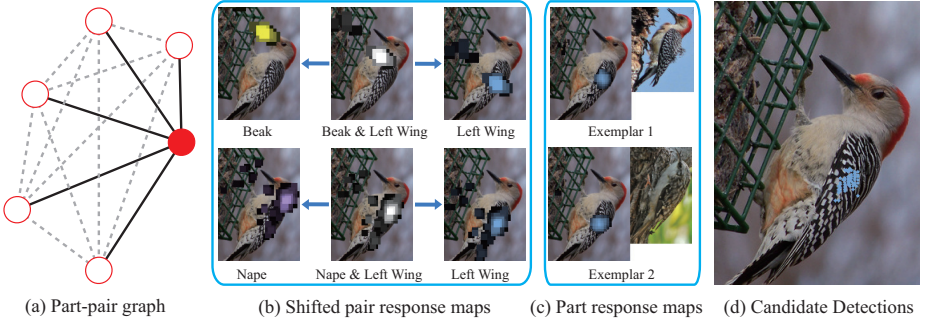 Beak
Beak & Left Wing
Left Wing
Exemplar 1
Nape
Nape & Left Wing
Left Wing
Exemplar 2
(a) Part-pair graph
(b) Shifted pair response maps
(c) Part response maps
(d) Candidate Detections